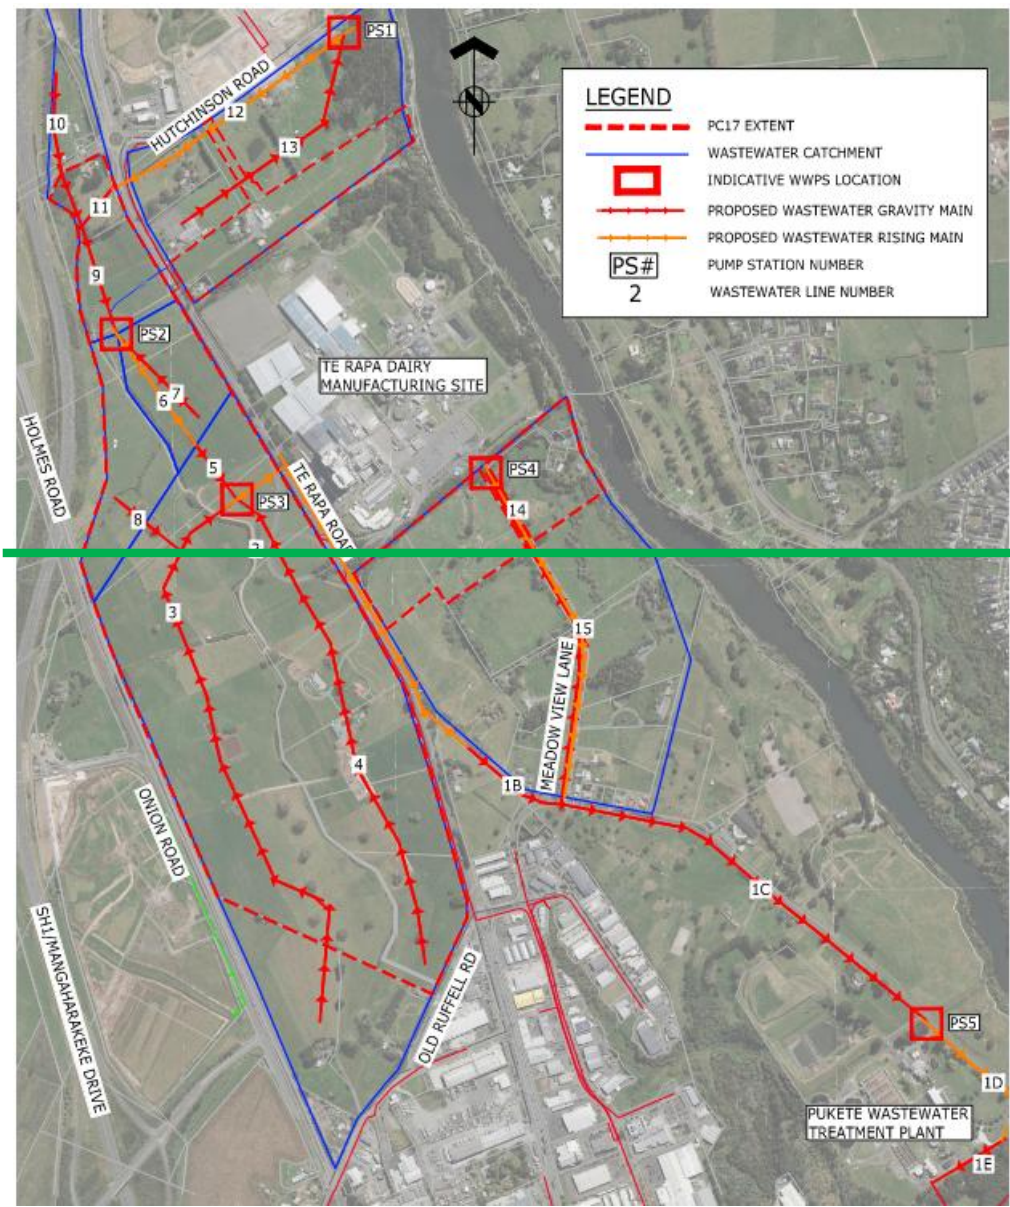 PS1
HUTCHINSON ROAD
12
10
13
11
9
PS2
LEGEND
PC17 EXTENT
WASTEWATER CATCHMENT
INDICATIVE WWPS LOCATION
PROPOSED WASTEWATER GRAVITY MAIN
PROPOSED WASTEWATER RISING MAIN
PS#
PUMP STATION NUMBER
2
WASTEWATER LINE NUMBER
TE RAPA DAIRY
MANUFACTURING SITE
7
6
HOLMES ROAD
5
PS3
TE RAPA ROAD
PS4
14
8
3
15
MEADOW VIEW LANE
4
1B
ONION ROAD
1C
SH1/MANGAHARAKEKE DRIVE
OLD RUFFELL RD
PS5
1D
PUKETE WASTEWATER
TREATMENT PLANT
1E